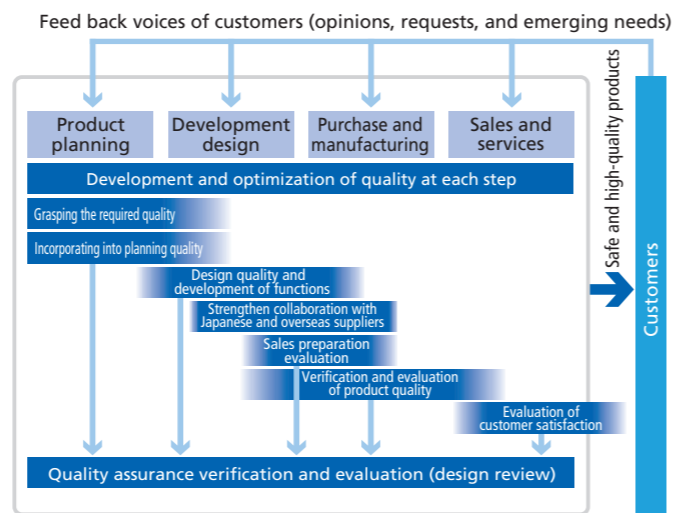 Feed back voices of customers (opinions, requests, and emerging needs)
Product
planning
Development
design
Purchase and
manufacturing
Sales and
services
Development and optimization of quality at each step
Grasping the required quality
Incorporating into planning quality
Design quality and
development of functions
Strengthen collaboration with
Japanese and overseas suppliers
Sales preparation
evaluation
Verification and evaluation
of product quality
Evaluation of
customer satisfaction
Quality assurance verification and evaluation (design review)
Safe and high-quality products
Customers